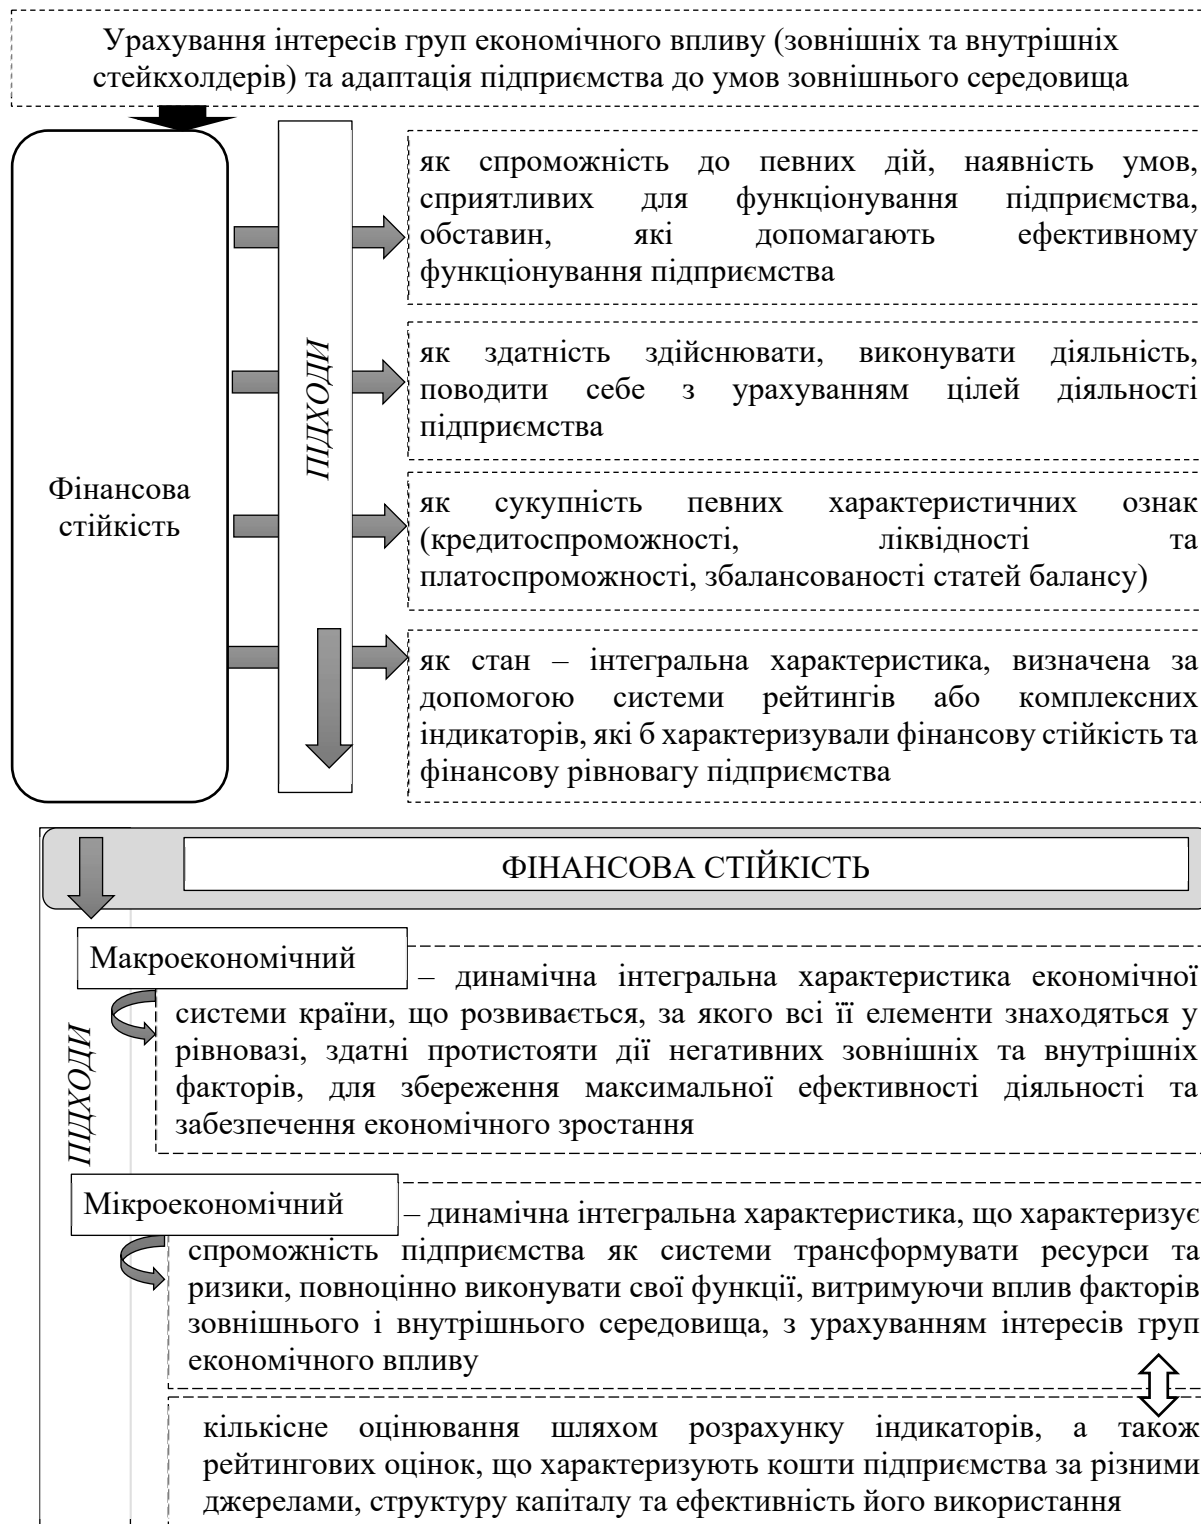 Урахування інтересів груп економічного впливу (зовнішніх та внутрішніх
стейкхолдерів) та адаптація підприємства до умов зовнішнього середовища
Фінансова
стійкість
ПІДХОДИ
як спроможність до певних дій, наявність умов,
сприятливих для функціонування підприємства,
обставин, які допомагають ефективному
функціонування підприємства
як здатність здійснювати, виконувати діяльність,
поводити себе з урахуванням цілей діяльності
підприємства
як сукупність певних характеристичних ознак
(кредитоспроможності, ліквідності та
платоспроможності, збалансованості статей балансу)
як стан – інтегральна характеристика, визначена за
допомогою системи рейтингів або комплексних
індикаторів, які б характеризували фінансову стійкість та
фінансову рівновагу підприємства
ФІНАНСОВА СТІЙКІСТЬ
ПІДХОДИ
Макроекономічний
– динамічна інтегральна характеристика економічної
системи країни, що розвивається, за якого всі її елементи знаходяться у
рівновазі, здатні протистояти дії негативних зовнішніх та внутрішніх
факторів, для збереження максимальної ефективності діяльності та
забезпечення економічного зростання
Мікроекономічний
– динамічна інтегральна характеристика, що характеризує
спроможність підприємства як системи трансформувати ресурси та
ризики, повноцінно виконувати свої функції, витримуючи вплив факторів
зовнішнього і внутрішнього середовища, з урахуванням інтересів груп
економічного впливу
кількісне оцінювання шляхом розрахунку індикаторів, а також
рейтингових оцінок, що характеризують кошти підприємства за різними
джерелами, структуру капіталу та ефективність його використання